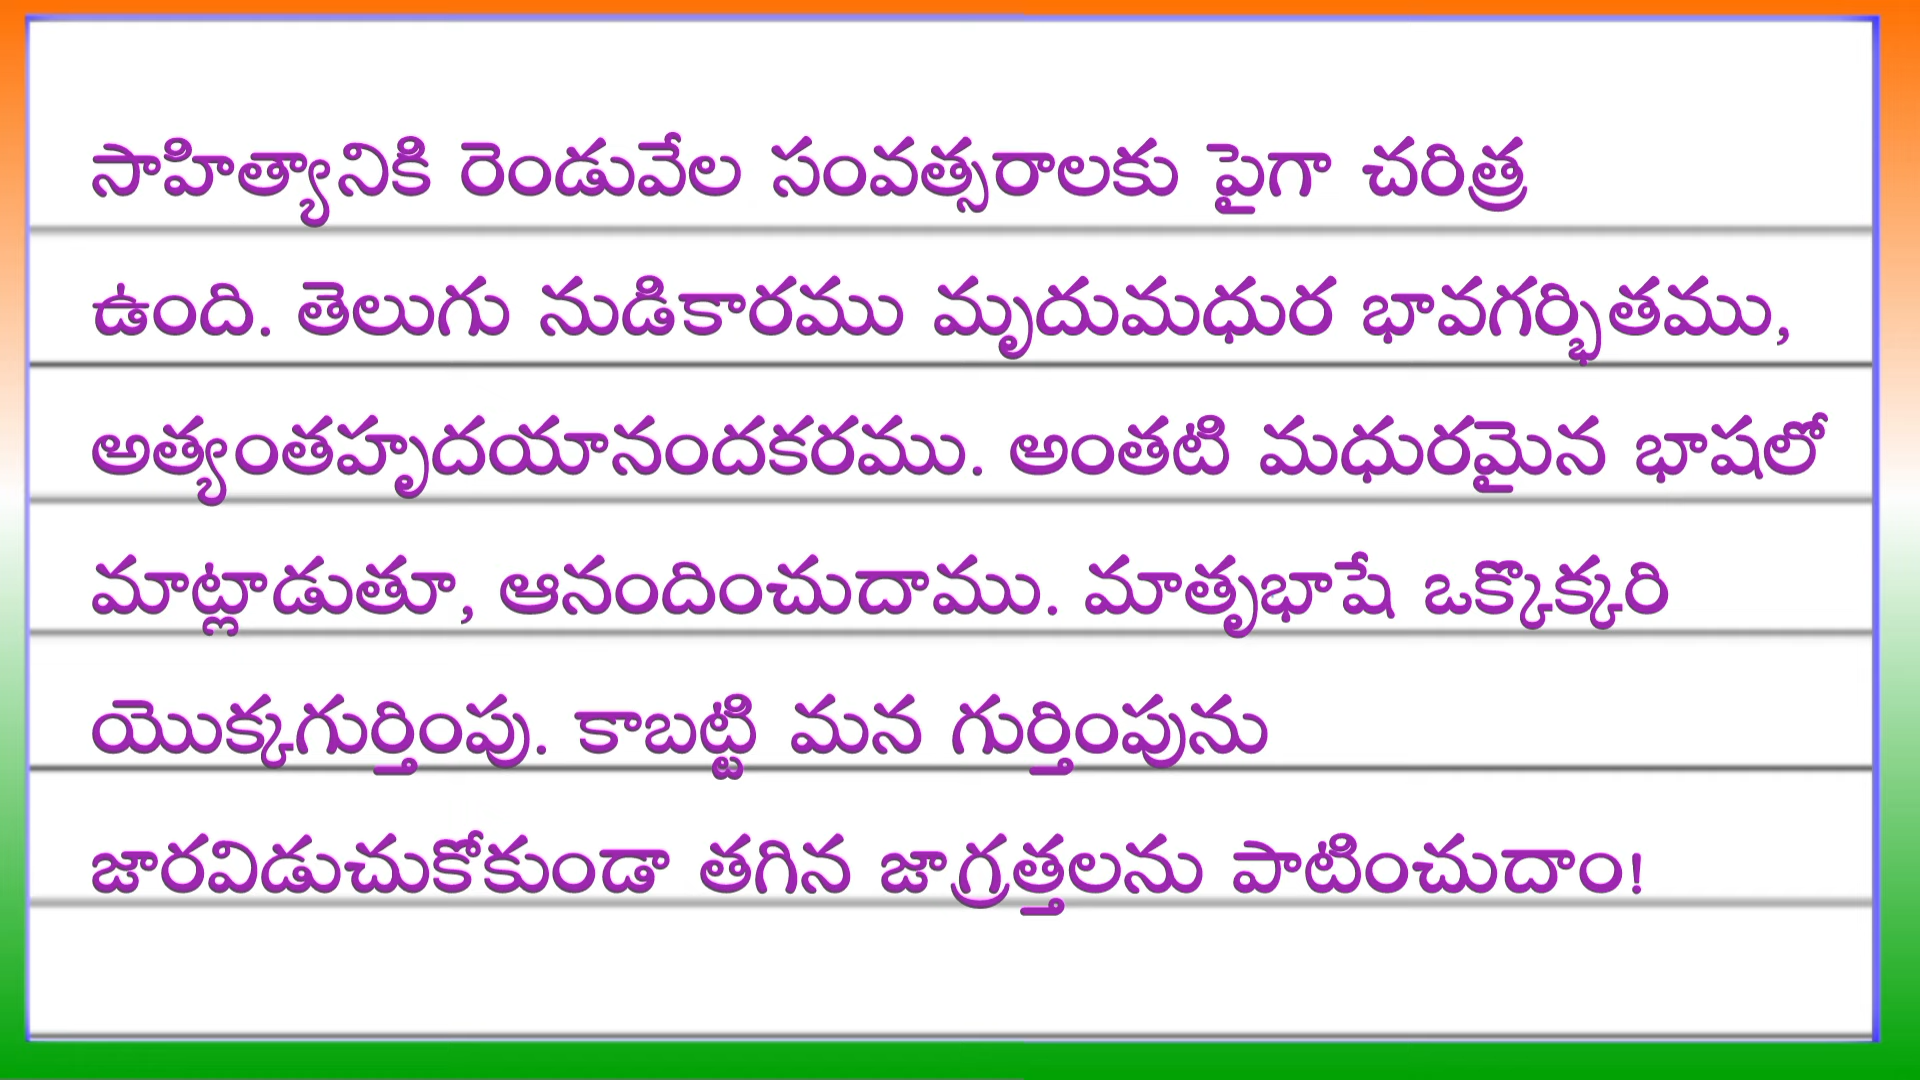 సాహిత్యానికి రెండువేల సంవత్సరాలకు పైగా చరిత్ర
ఉంది. తెలుగు నుడికారము మృదుమధుర భావగర్భితము,
అత్యంతహృదయానందకరము. అంతటి మధురమైన భాషలో
మాట్లాడుతూ, ఆనందించుదాము. మాతృభాషే ఒక్కొక్కరి
యొక్కగుర్తింపు. కాబట్టి మన గుర్తింపును
జారవిడుచుకోకుండా తగిన జాగ్రత్తలను పాటించుదాం!